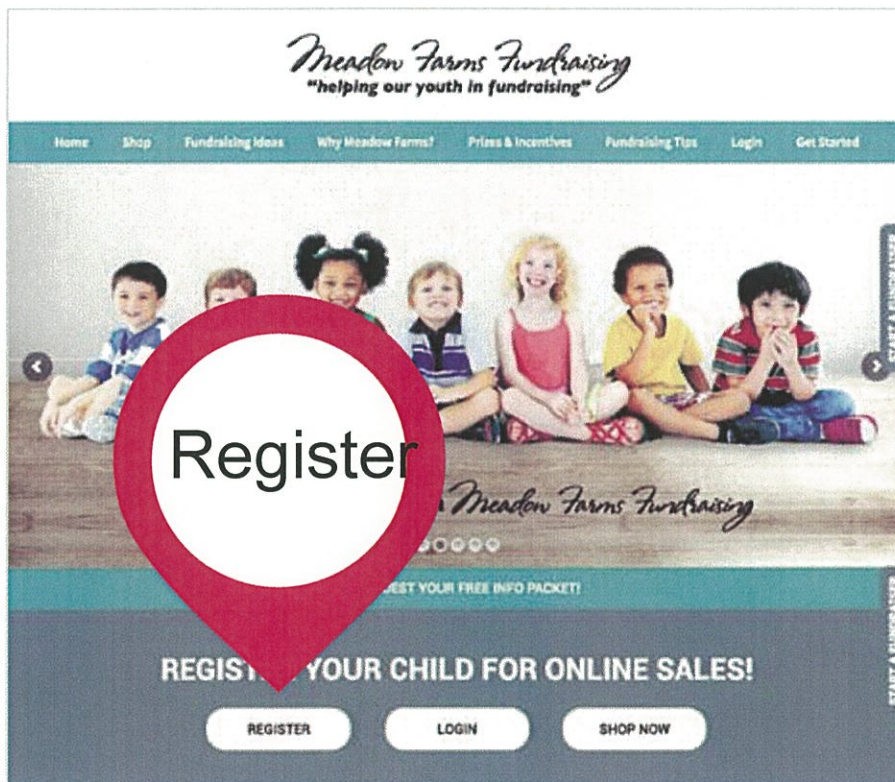 Meadow Farms Fundraising
"helping our youth in fundraising"
Home Shop Fundraising Ideas Why Meadow Farms? Prizes & Incentives Fundraising Tips Login Get Started
Register
Meadow Farms Fundraising
YOUR FREE INFO PACKET!
START A FUNDRAISER
YOUR CHILD FOR ONLINE SALES!
REGISTER LOGIN SHOP NOW